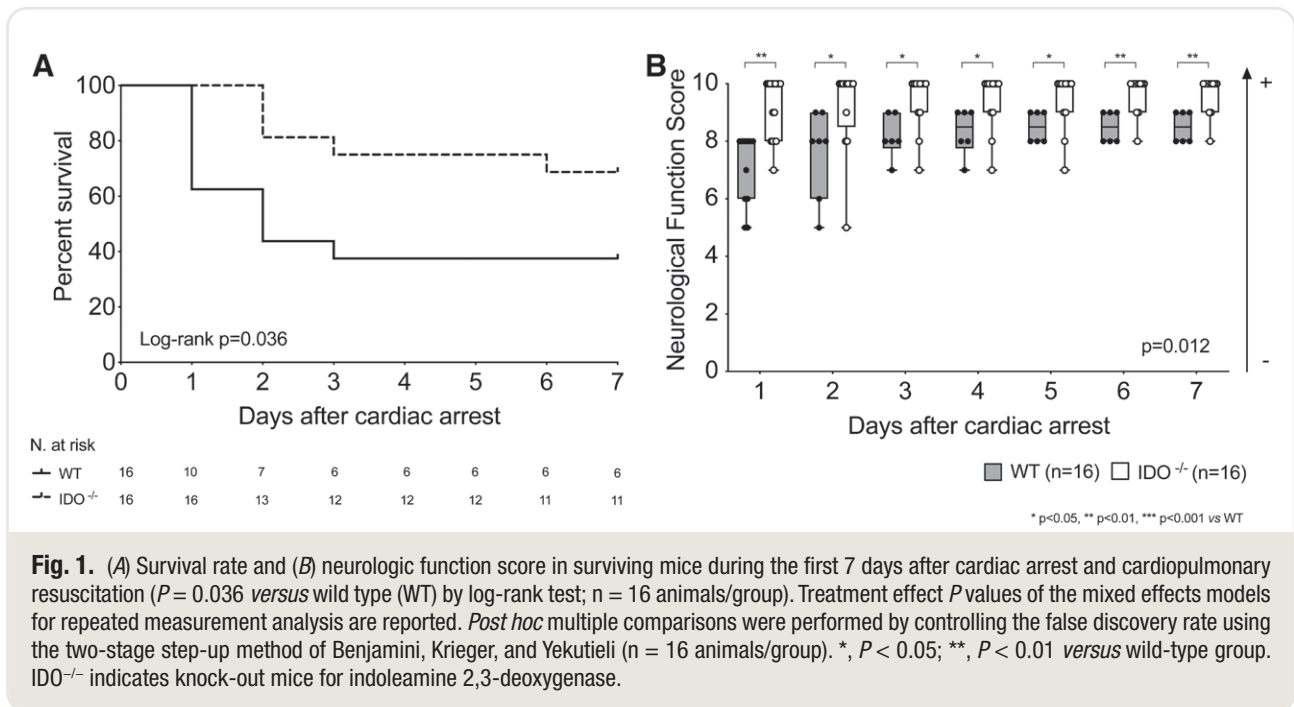 A
Percent survival
100
80
60
40
20
0
Log-rank p=0.036
0 1 2 3 4 5 6 7
Days after cardiac arrest
N. at risk
WT 16 10 7 6 6 6 6 6
IDO -/- 16 16 13 12 12 12 11 11
B
Neurological Function Score
** * * * * ** **
10
8
6
4
2
0
+
-
p=0.012
1 2 3 4 5 6 7
Days after cardiac arrest
WT (n=16) IDO -/- (n=16)
* p<0.05, ** p<0.01, *** p<0.001 vs WT
Fig. 1. (A) Survival rate and (B) neurologic function score in surviving mice during the first 7 days after cardiac arrest and cardiopulmonary
resuscitation (P = 0.036 versus wild type (WT) by log-rank test; n = 16 animals/group). Treatment effect P values of the mixed effects models
for repeated measurement analysis are reported. Post hoc multiple comparisons were performed by controlling the false discovery rate using
the two-stage step-up method of Benjamini, Krieger, and Yekutieli (n = 16 animals/group). *, P < 0.05; **, P < 0.01 versus wild-type group.
IDO−/− indicates knock-out mice for indoleamine 2,3-deoxygenase.